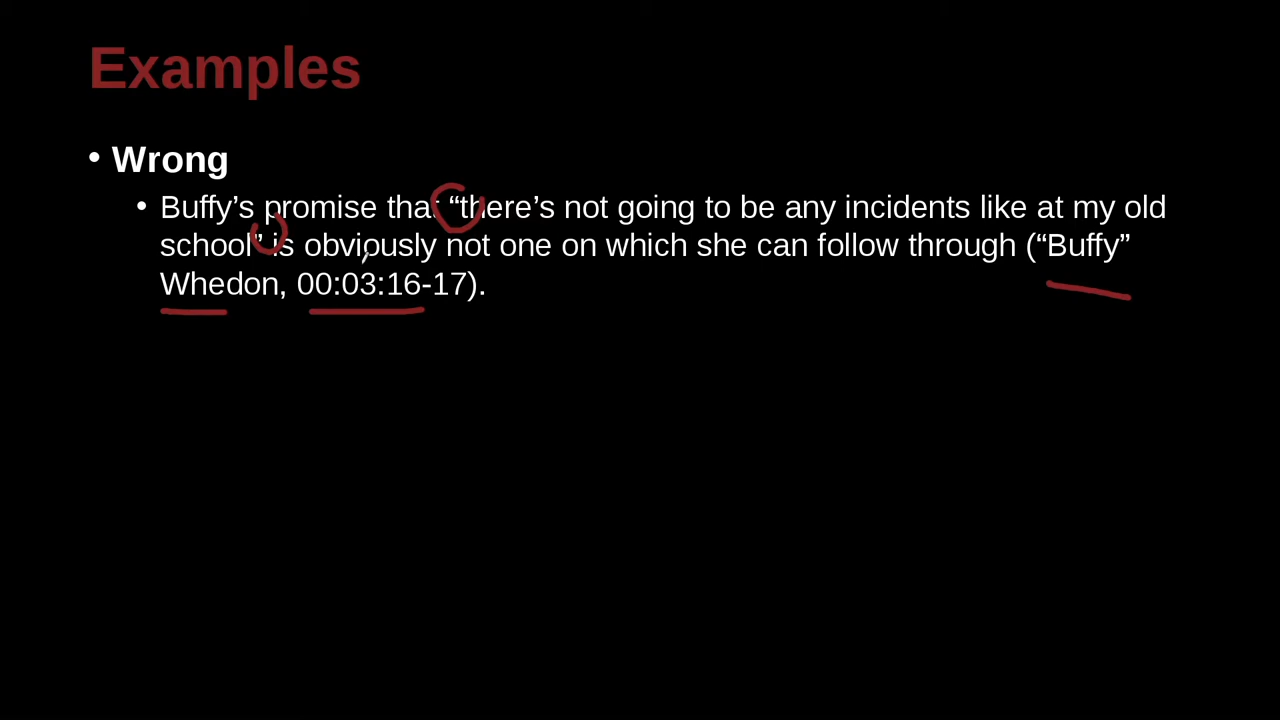 Examples
• Wrong
• Buffy’s promise that “there’s not going to be any incidents like at my old
school” is obviously not one on which she can follow through (“Buffy”
Whedon, 00:03:16-17).